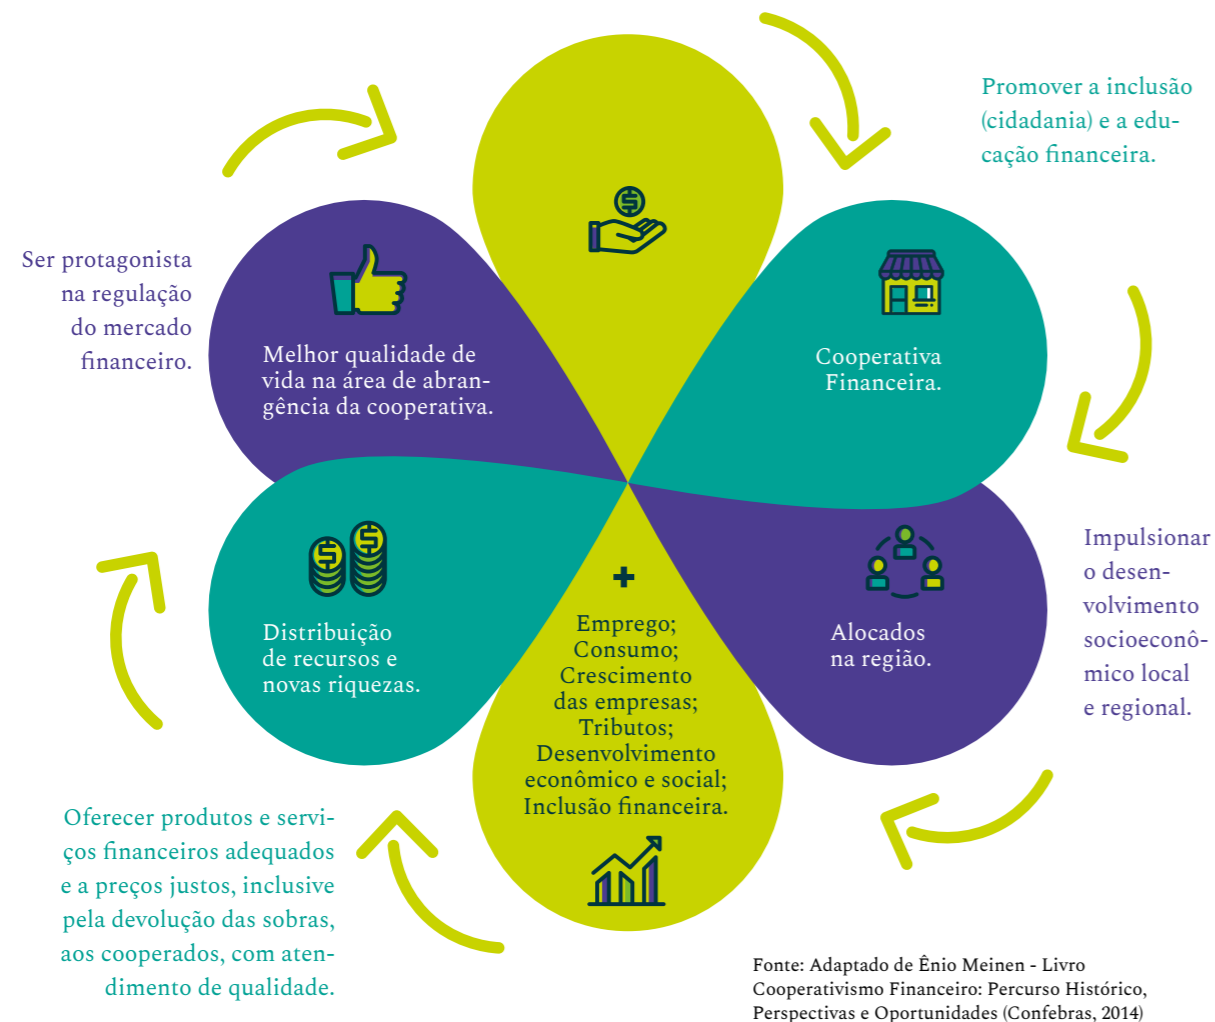 Promover a inclusão
(cidadania) e a edu-
cação financeira.
Ser protagonista
na regulação
do mercado
financeiro.
Melhor qualidade de
vida na área de abran-
gência da cooperativa.
Cooperativa
Financeira.
Impulsionar
o desen-
volvimento
socioeconô-
mico local
e regional.
Alocados
na região.
+
Emprego;
Consumo;
Crescimento
das empresas;
Tributos;
Desenvolvimento
econômico e social;
Inclusão financeira.
Distribuição
de recursos e
novas riquezas.
Oferecer produtos e servi-
ços financeiros adequados
e a preços justos, inclusive
pela devolução das sobras,
aos cooperados, com aten-
dimento de qualidade.
Fonte: Adaptado de Ênio Meinen - Livro
Cooperativismo Financeiro: Percurso Histórico,
Perspectivas e Oportunidades (Confebras, 2014)